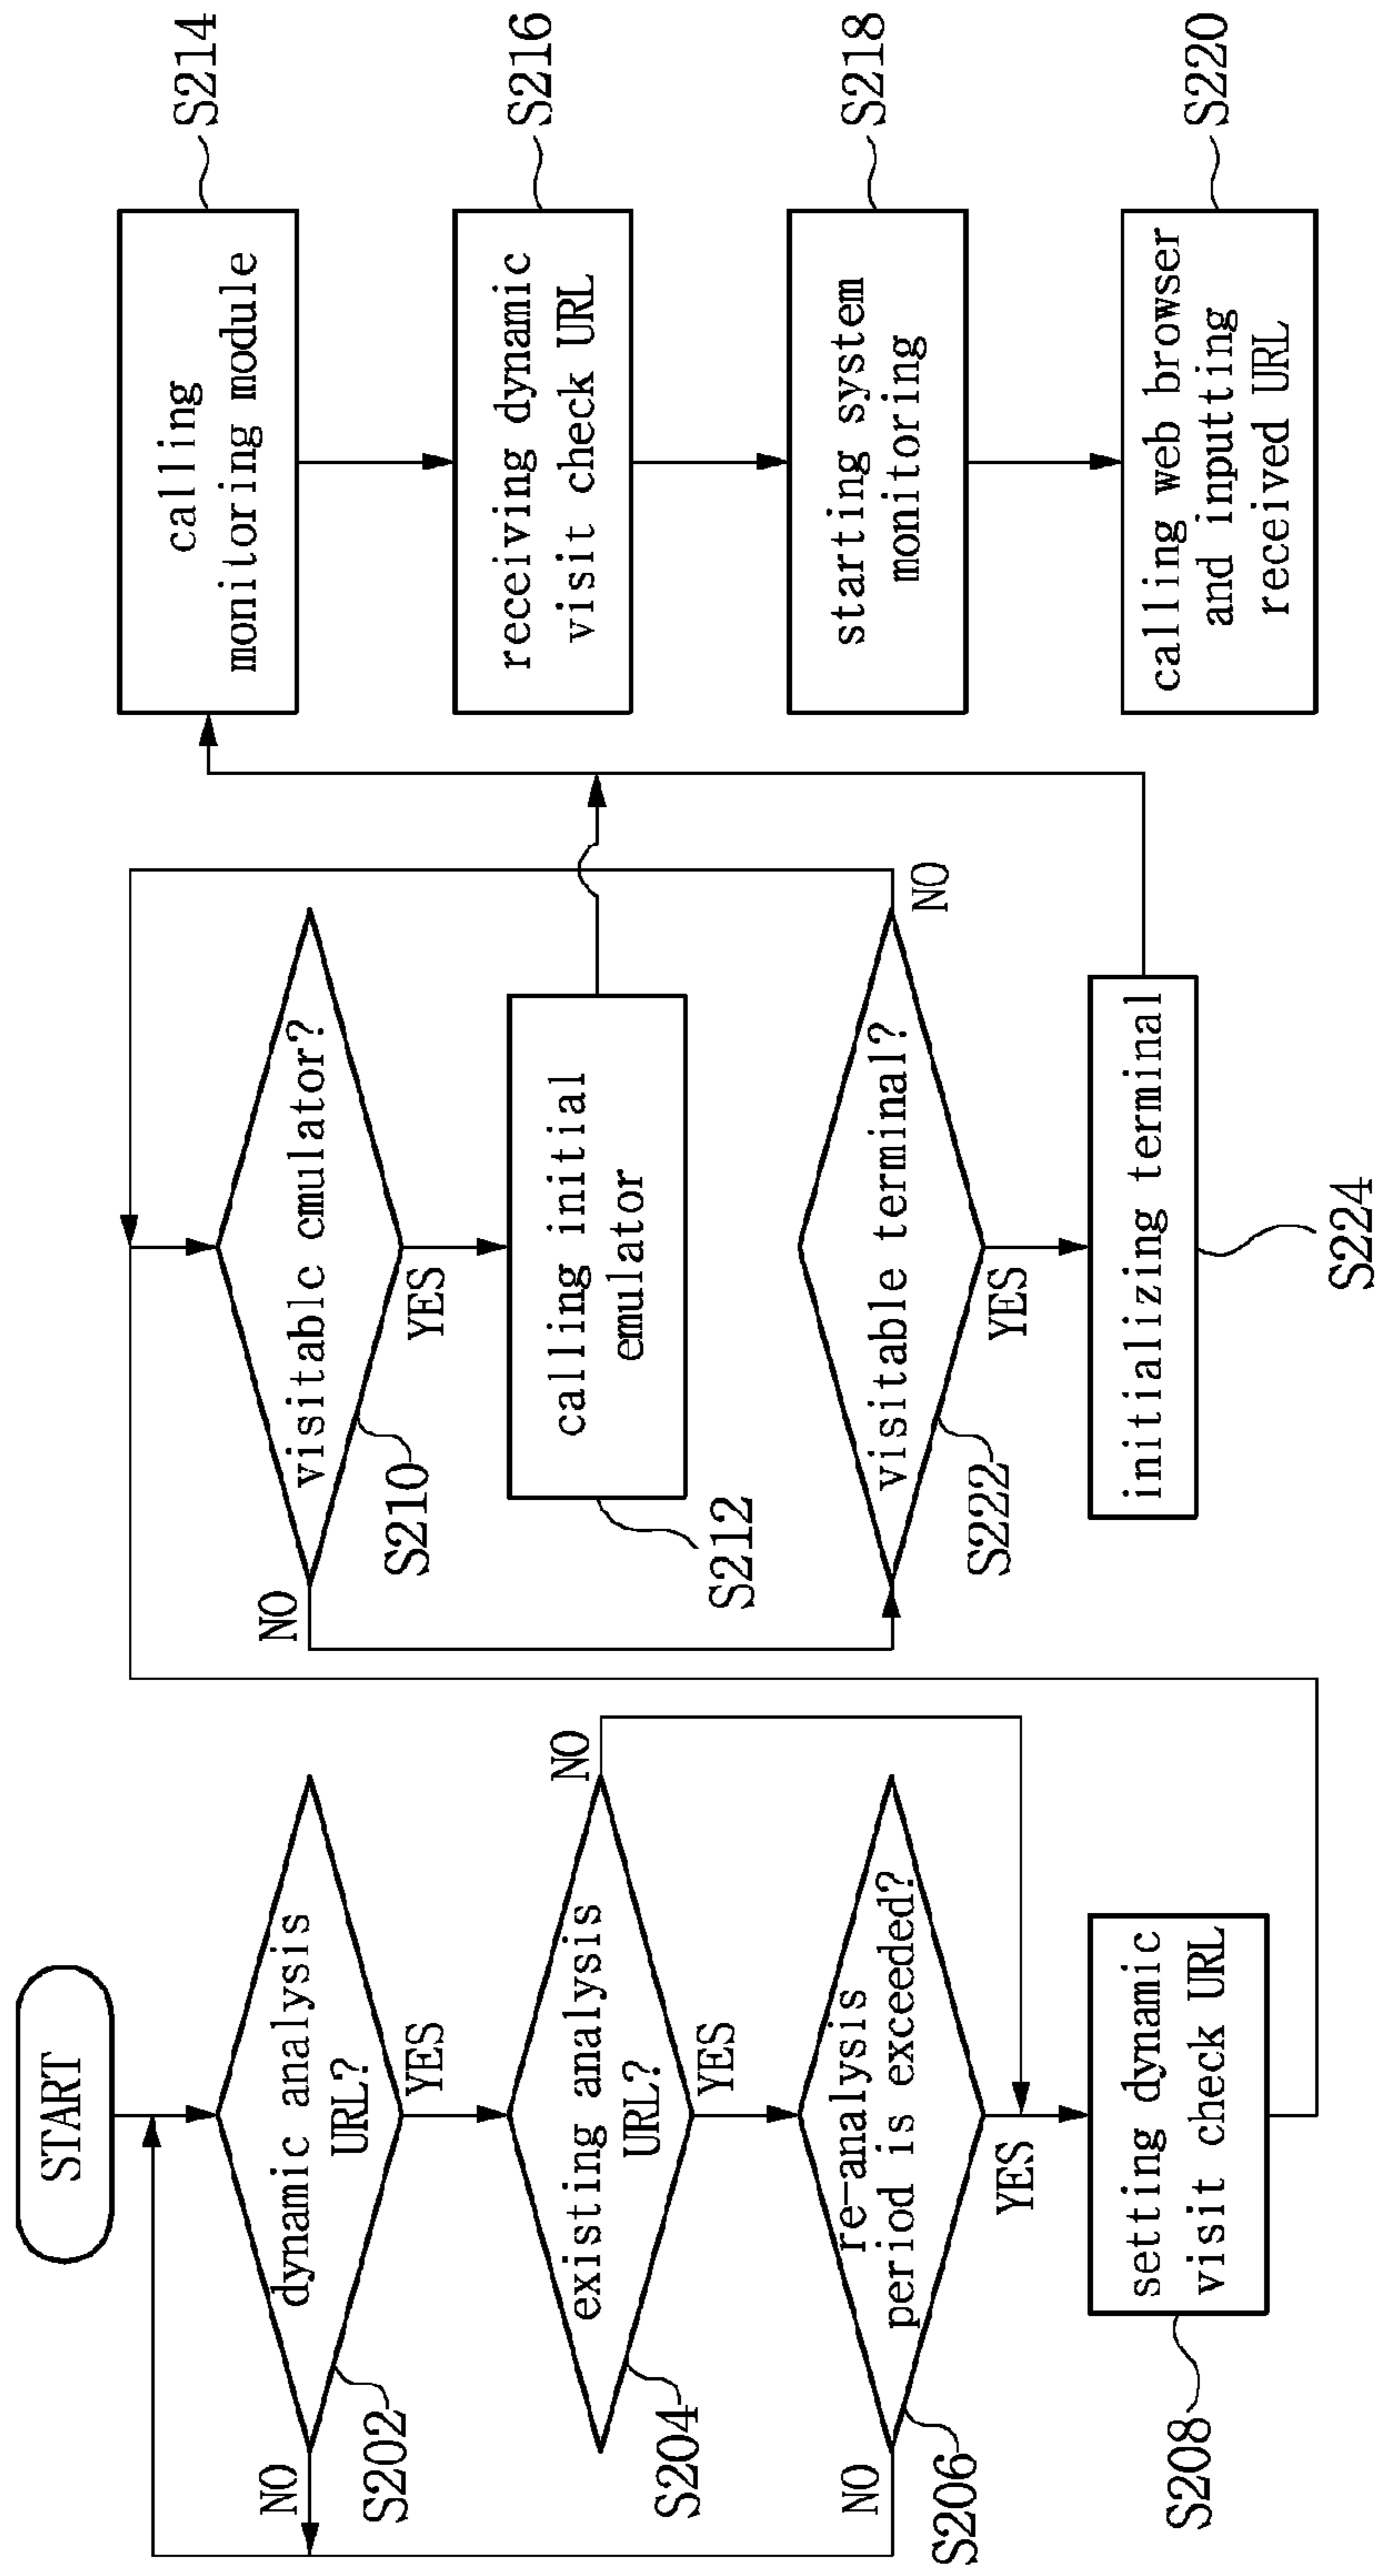 START
dynamic analysis
URL?
YES
NO
S202
existing analysis
URL?
NO
YES
S204
re-analysis
period is exceeded?
NO
YES
S206
setting dynamic
visit check URL
S208
visitablc cmulator?
NO
YES
S210
calling initial
emulator
S212
visitable terminal?
NO
YES
S222
initializing terminal
S224
calling
monitoring module
S214
receiving dynamic
visit check URL
S216
starting system
monitoring
S218
calling web browser
and inputting
received URL
S220